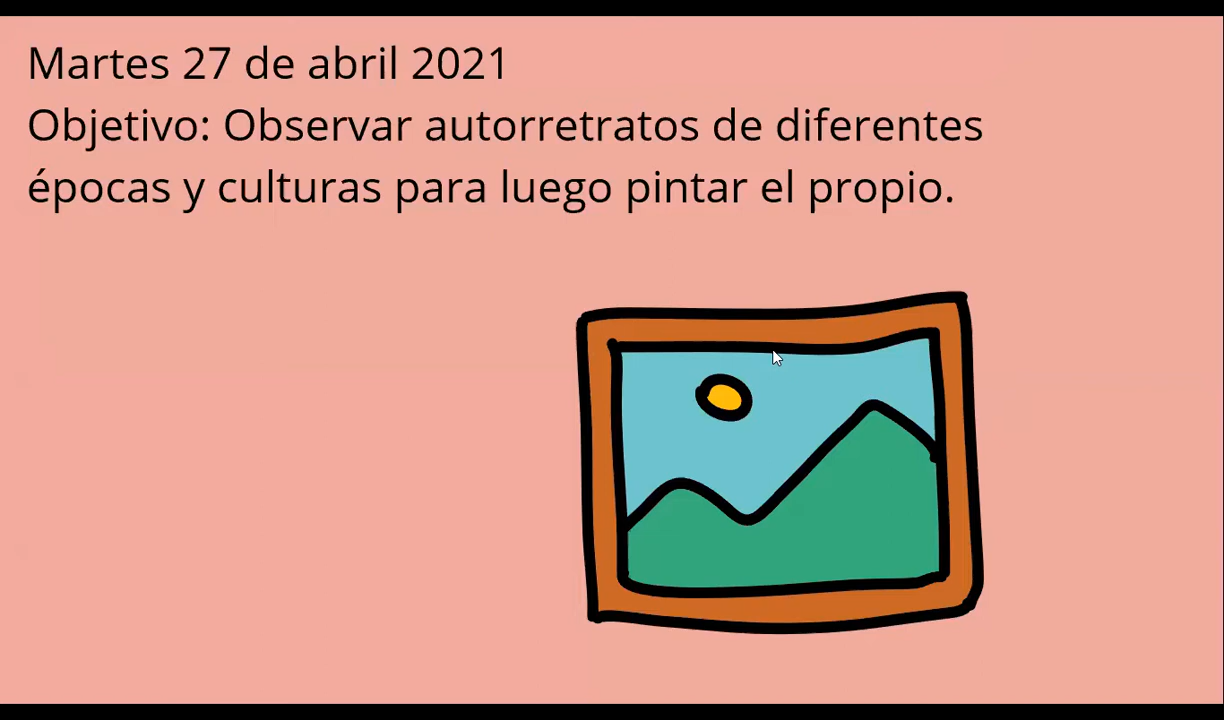 Martes 27 de abril 2021
Objetivo: Observar autorretratos de diferentes
épocas y culturas para luego pintar el propio.